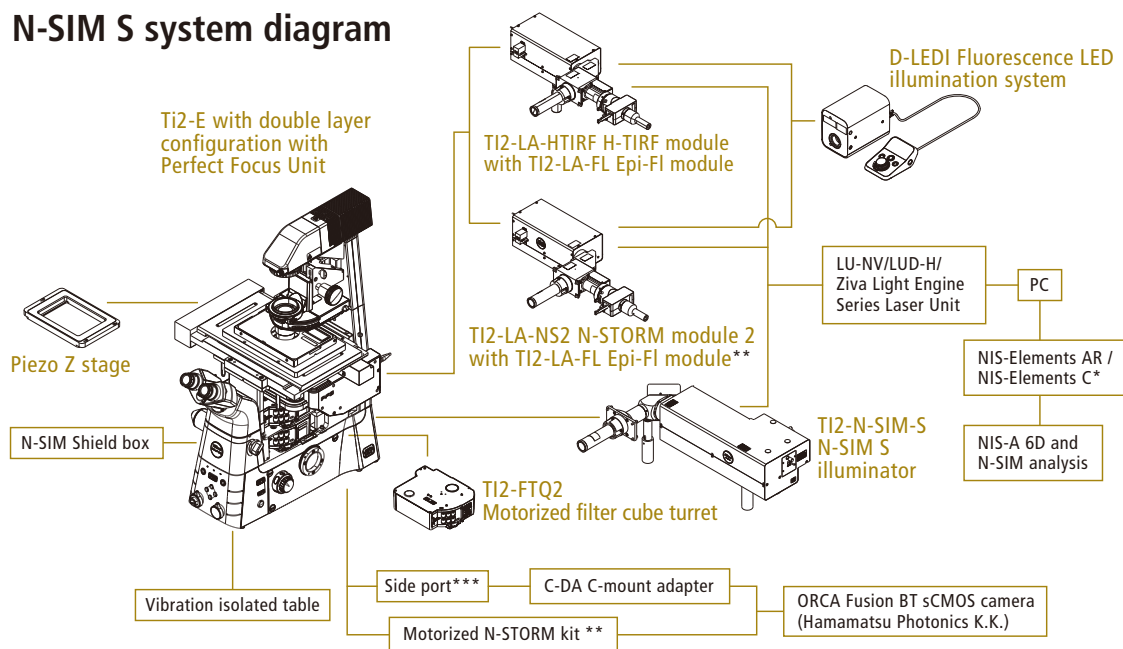 N-SIM S system diagram
D-LEDI Fluorescence LED
illumination system
Ti2-E with double layer
configuration with
Perfect Focus Unit
TI2-LA-HTIRF H-TIRF module
with TI2-LA-FL Epi-Fl module
LU-NV/LUD-H/
Ziva Light Engine
Series Laser Unit
PC
Piezo Z stage
TI2-LA-NS2 N-STORM module 2
with TI2-LA-FL Epi-Fl module**
NIS-Elements AR /
NIS-Elements C*
N-SIM Shield box
TI2-N-SIM-S
N-SIM S
illuminator
NIS-A 6D and
N-SIM analysis
TI2-FTQ2
Motorized filter cube turret
Vibration isolated table
Side port***
C-DA C-mount adapter
ORCA Fusion BT sCMOS camera
(Hamamatsu Photonics K.K.)
Motorized N-STORM kit **